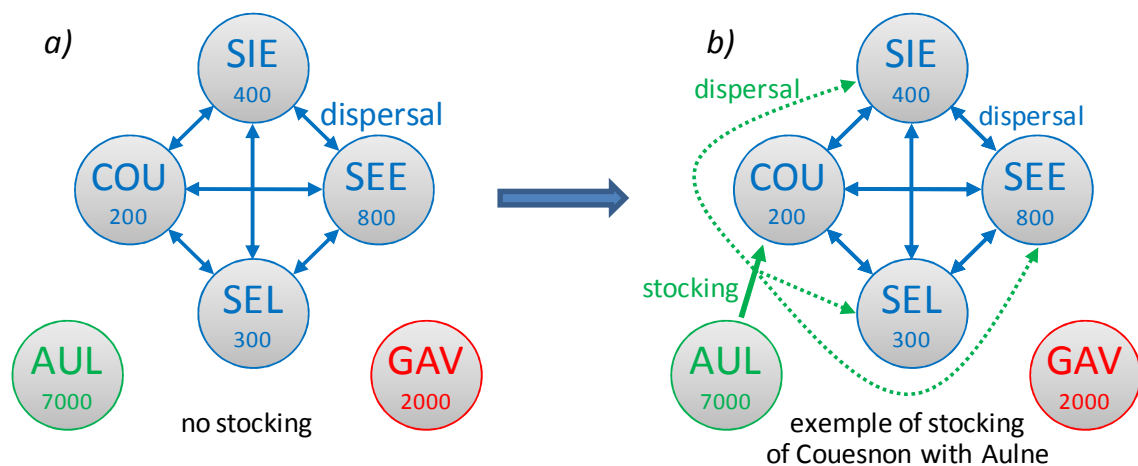 a)
SIE
400
dispersal
COU
200
SEE
800
SEL
300
AUL
7000
GAV
2000
no stocking
b)
SIE
400
dispersal
dispersal
COU
200
SEE
800
stocking
SEL
300
AUL
7000
GAV
2000
exemple of stocking
of Couesnon with Aulne